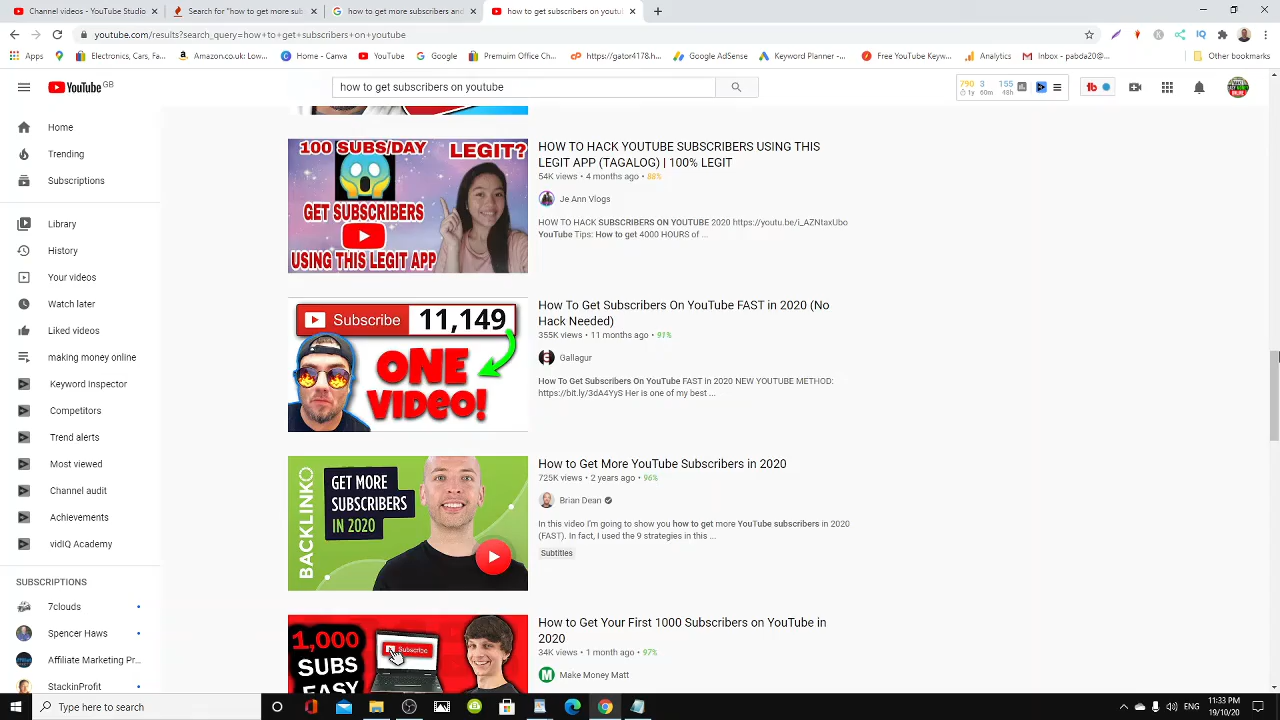 Channel videos - YouTube Studio
Search for "how to get more sub
how to get more subscribers and
how to get subscribers on youtub
youtube.com/results?search_query=how+to+get+subscribers+on+youtube
Apps
Electronics, Cars, Fa...
Amazon.co.uk: Low...
Home - Canva
YouTube
Google
Premuim Office - C...
https://gator4178.h...
Google AdSense
Keyword Planner -...
Free YouTube Keyw...
Analytics
Inbox - paboda20@...
Other bookmarks
YouTube GB
how to get subscribers on youtube
790 3 155
1y 60m 48h
Home
Trending
Subscriptions
Library
History
Your videos
Watch later
Liked videos
making money online
Keyword Inspector
Competitors
Trend alerts
Most viewed
Channel audit
Achievements
vidIQ Academy
SUBSCRIPTIONS
7clouds
Spencer Haws
Affiliate Marketing Pr...
StackinProfit
100 SUBS/DAY
LEGIT?
GET SUBSCRIBERS
USING THIS LEGIT APP
HOW TO HACK YOUTUBE SUBSCRIBERS USING THIS
LEGIT APP (TAGALOG) | 100% LEGIT
54K views • 4 months ago • 88%
Je Ann Vlogs
HOW TO HACK SUBSCRIBERS ON YOUTUBE 2020 https://youtu.be/i_AZNtaxUbo
YouTube Tips: How to get 4000 HOURS of ...
Subscribe 11,149
ONE
VIDEO!
How To Get Subscribers On YouTube FAST in 2020 (No
Hack Needed)
355K views • 11 months ago • 91%
Gallagur
How To Get Subscribers On YouTube FAST in 2020 NEW YOUTUBE METHOD:
https://bit.ly/3dA4YyS Her is one of my best ...
BACKLINKO
GET MORE
SUBSCRIBERS
IN 2020
How to Get More YouTube Subscribers in 2020
725K views • 2 years ago • 96%
Brian Dean
In this video I'm going to show you how to get more YouTube subscribers in 2020
(FAST). In fact, I used the 9 strategies in this ...
Subtitles
1,000
SUBS
EASY
Subscribe
How to Get Your First 1000 Subscribers on YouTube in
2020
34K views • 1 month ago • 97%
Make Money Matt
Type here to search
ENG
11:33 PM
19/10/20